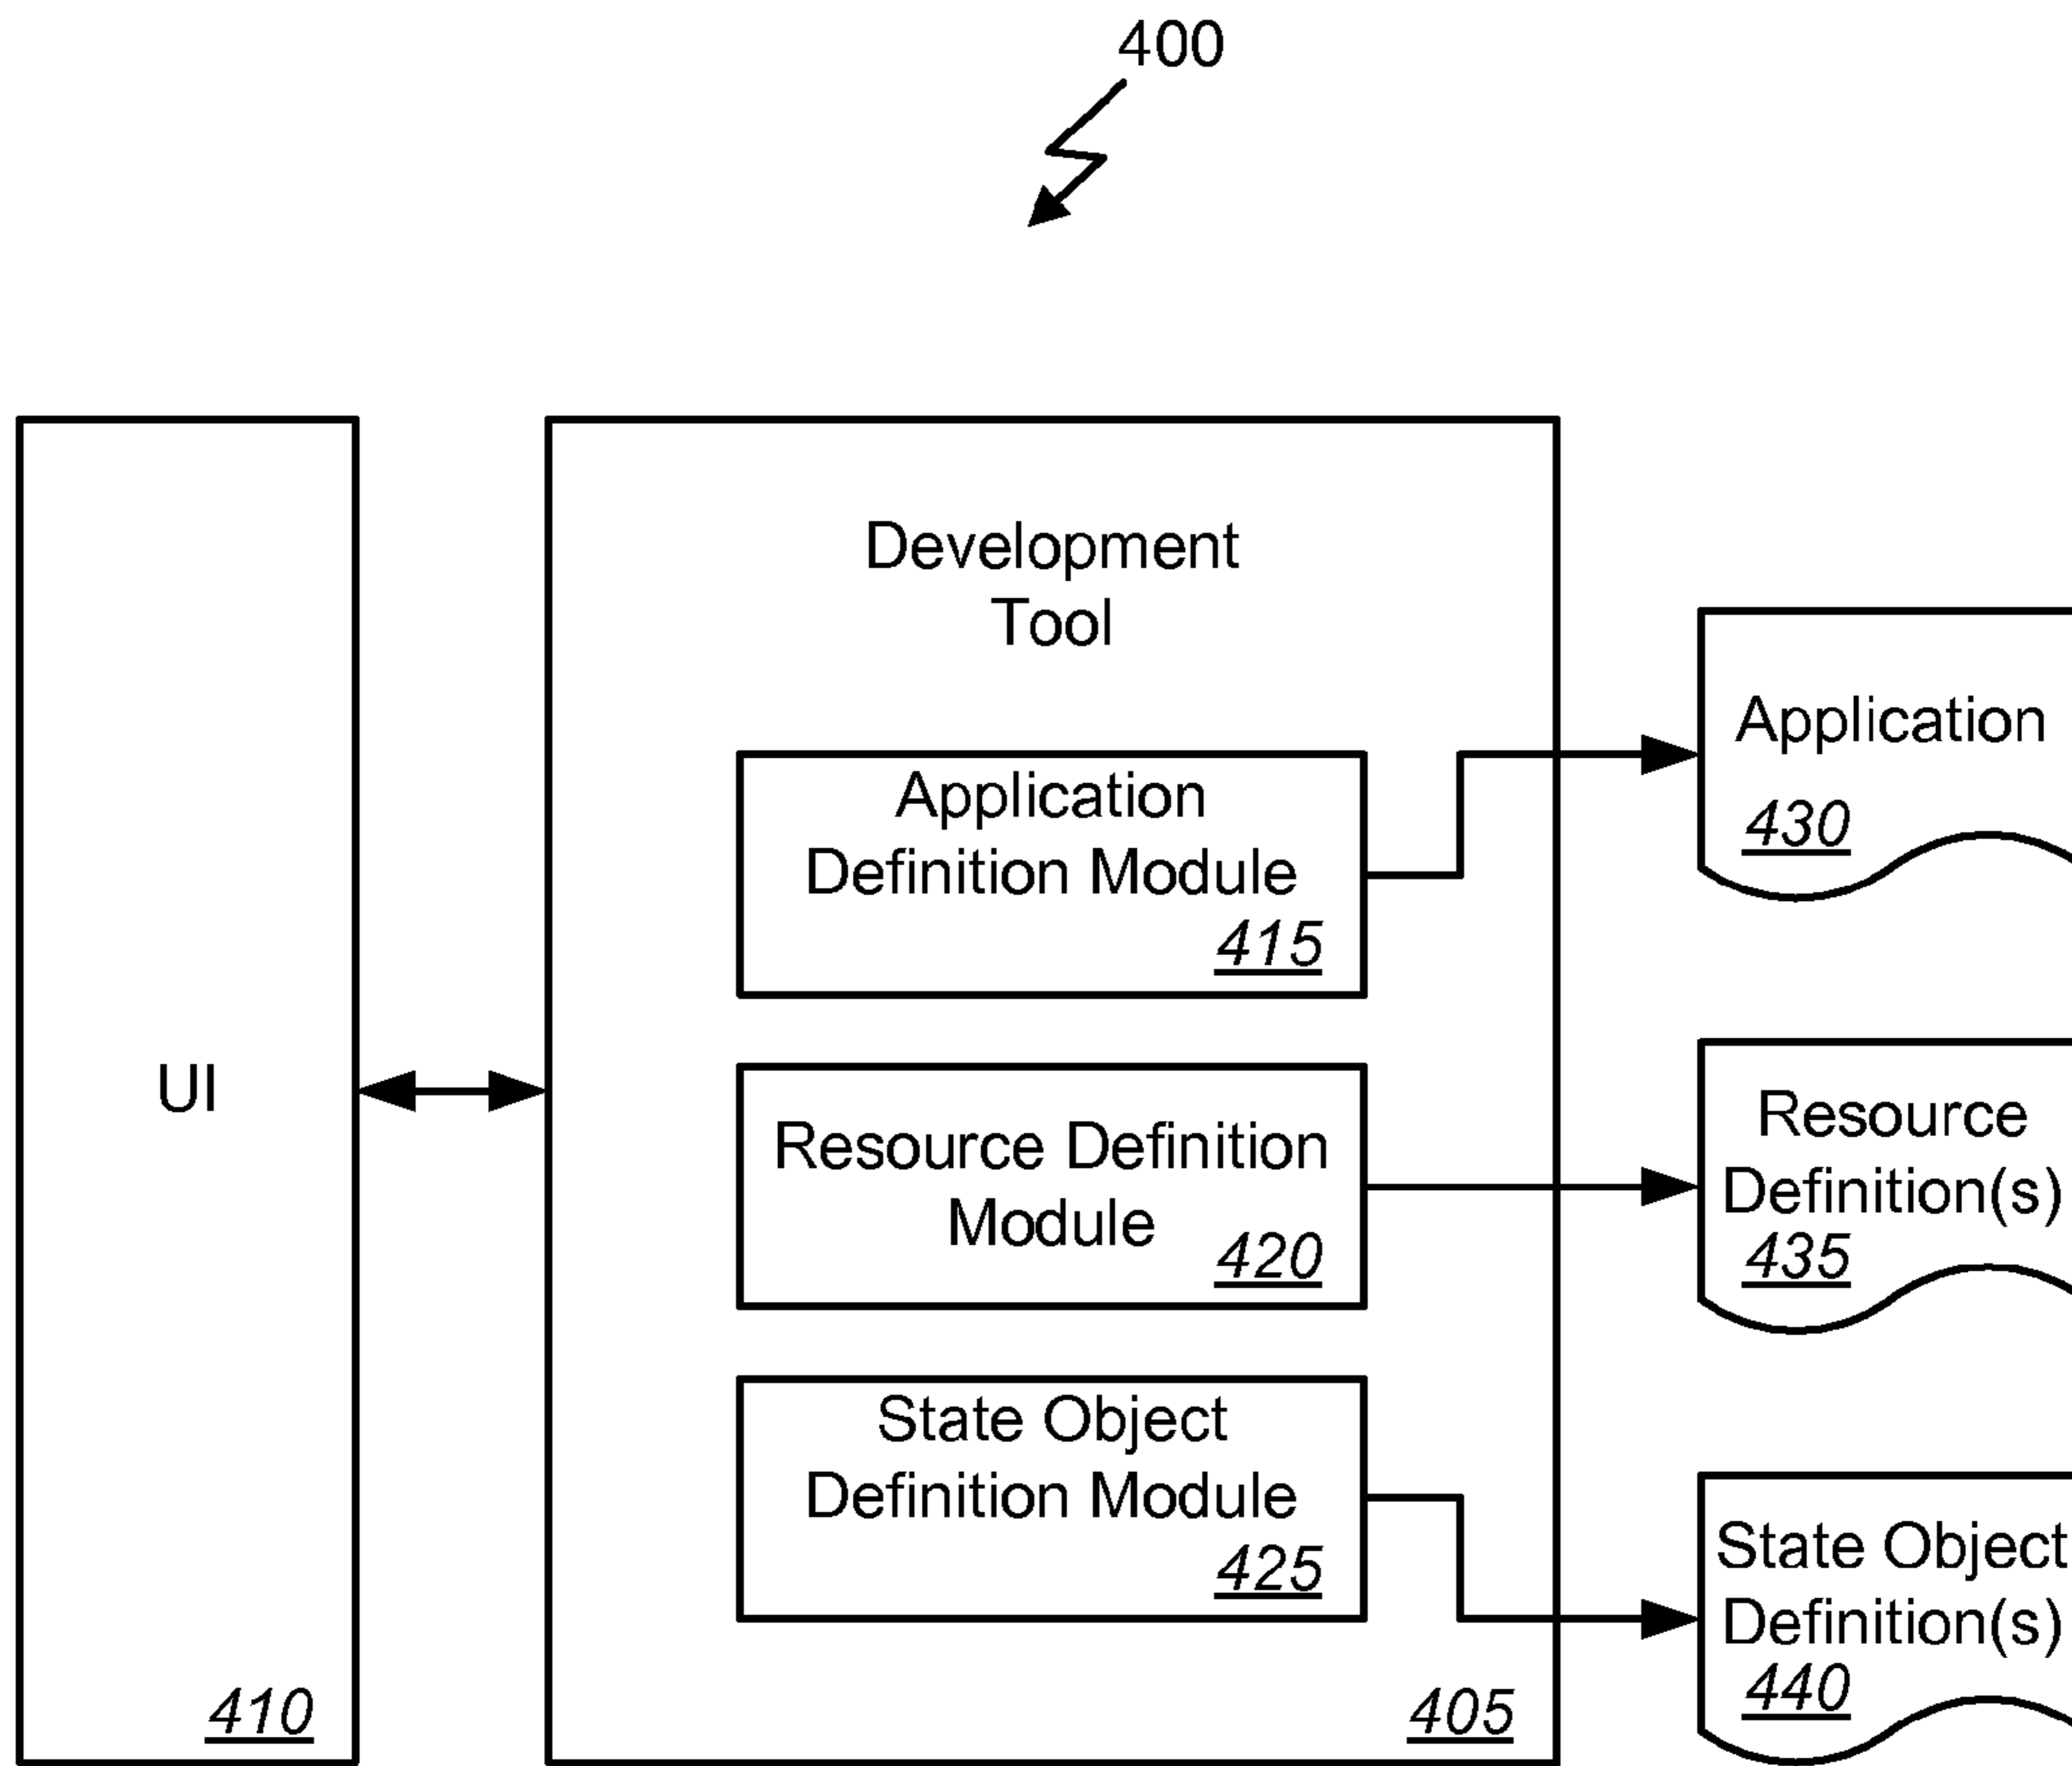 400
UI
410
Development
Tool
Application
Definition Module
415
Resource Definition
Module
420
State Object
Definition Module
425
405
Application
430
Resource
Definition(s)
435
State Object
Definition(s)
440